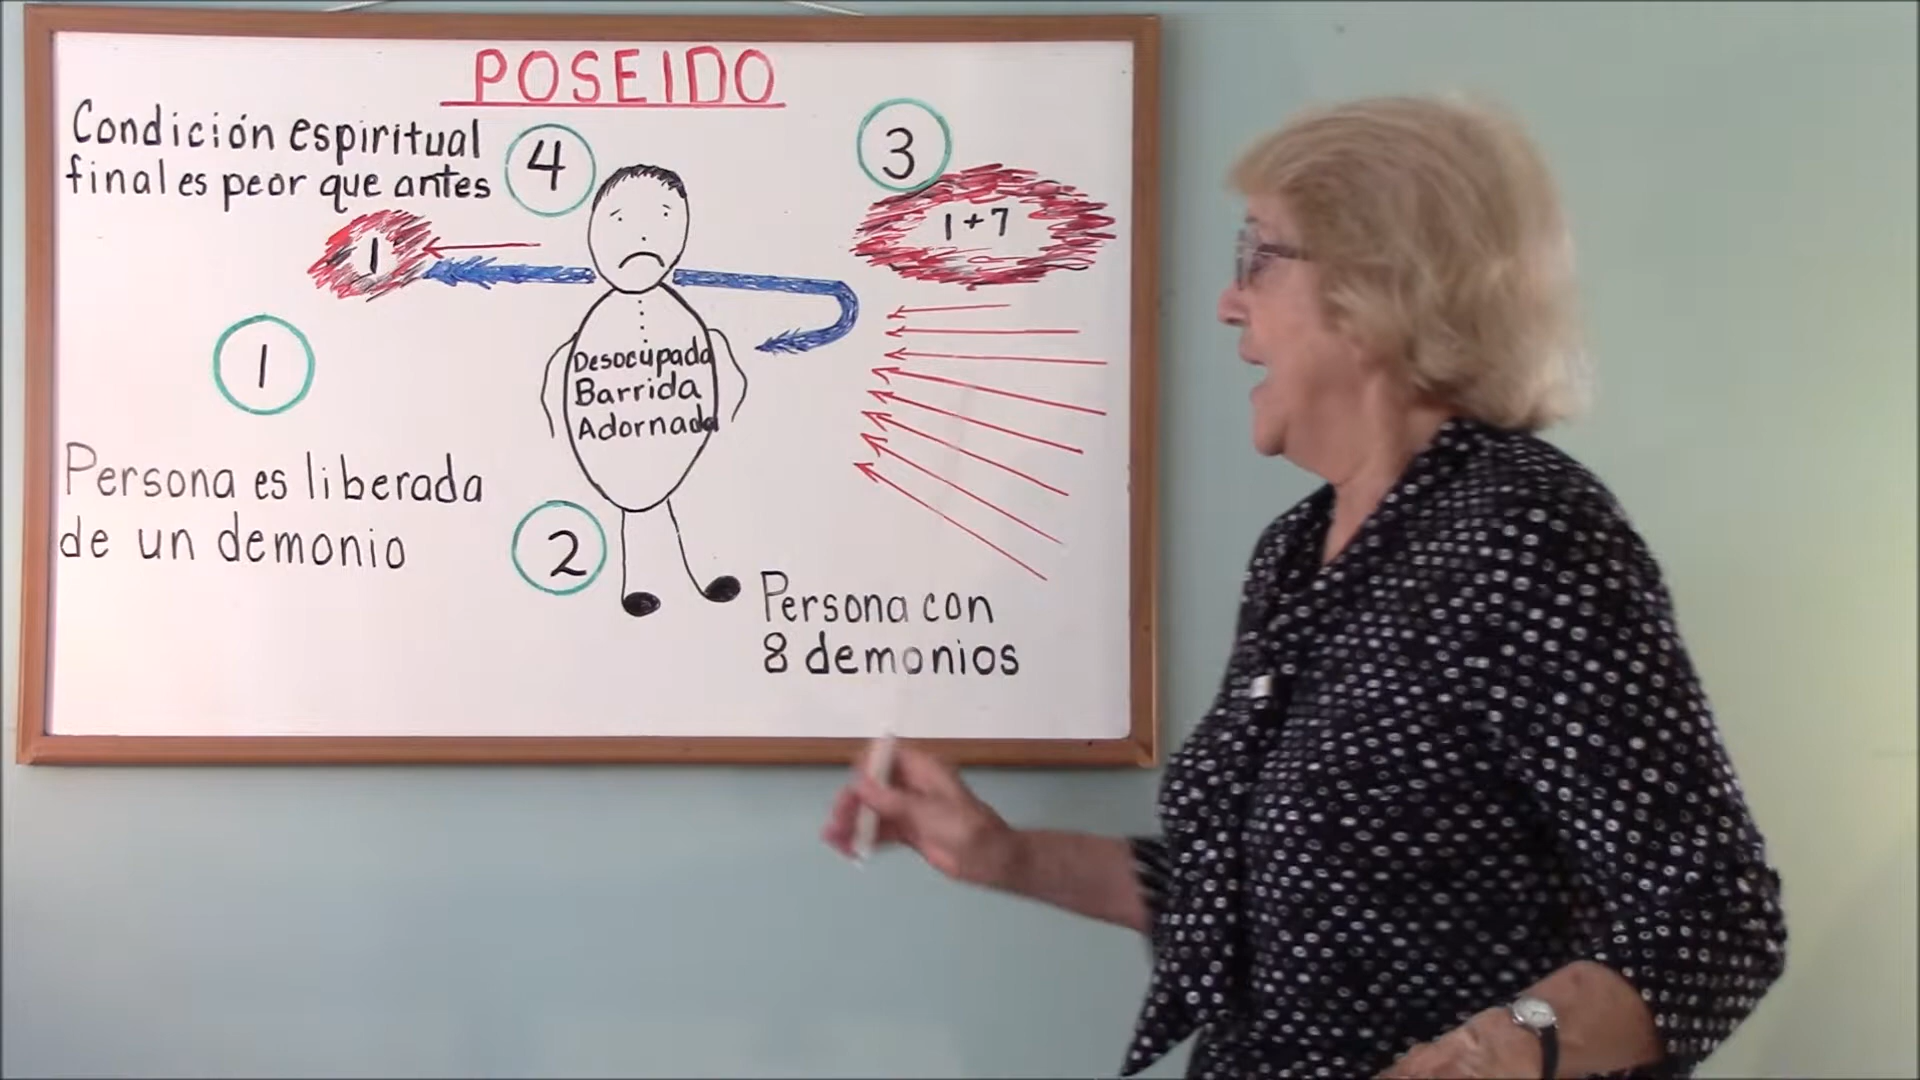 POSEIDO
Condición espiritual
final es peor que antes
4
3
1
1+7
1
Desocupada
Barrida
Adornada
Persona es liberada
de un demonio
2
Persona con
8 demonios